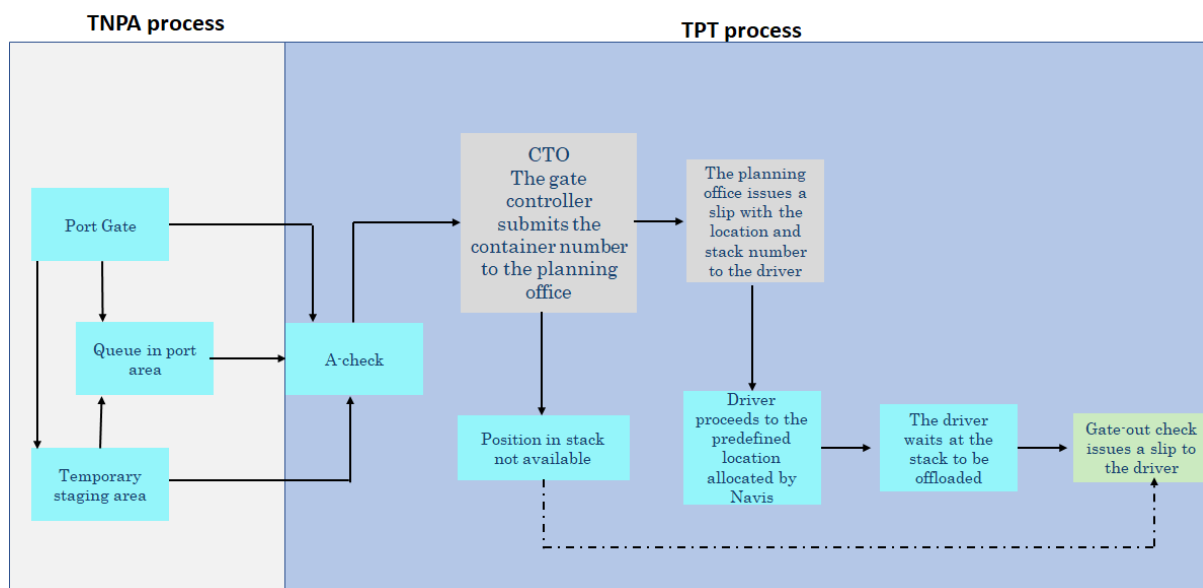 TNPA process
TPT process
Port Gate
Queue in port
area
Temporary
staging area
A-check
CTO
The gate
controller
submits the
container number
to the planning
office
The planning
office issues a
slip with the
location and
stack number
to the driver
Position in stack
not available
Driver
proceeds to the
predefined
location
allocated by
Navis
The driver
waits at the
stack to be
offloaded
Gate-out check
issues a slip to
the driver